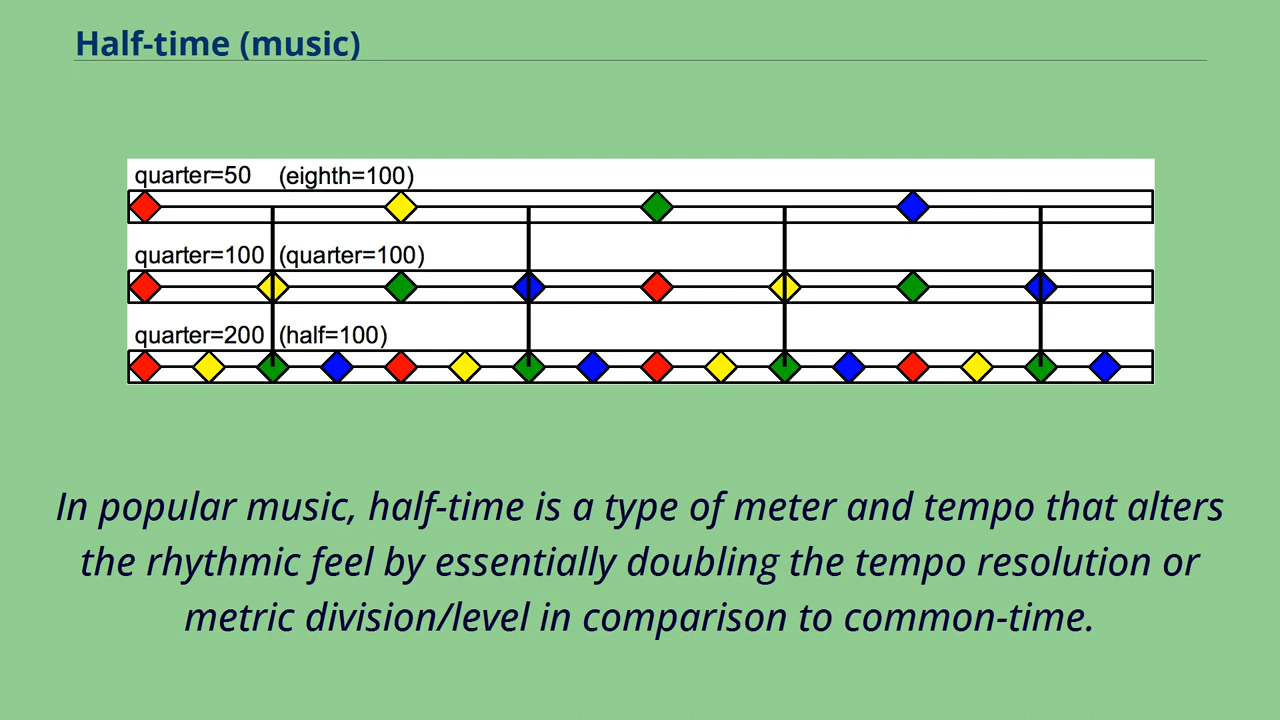 Half-time (music)
quarter=50 (eighth=100)
quarter=100 (quarter=100)
quarter=200 (half=100)
In popular music, half-time is a type of meter and tempo that alters
the rhythmic feel by essentially doubling the tempo resolution or
metric division/level in comparison to common-time.